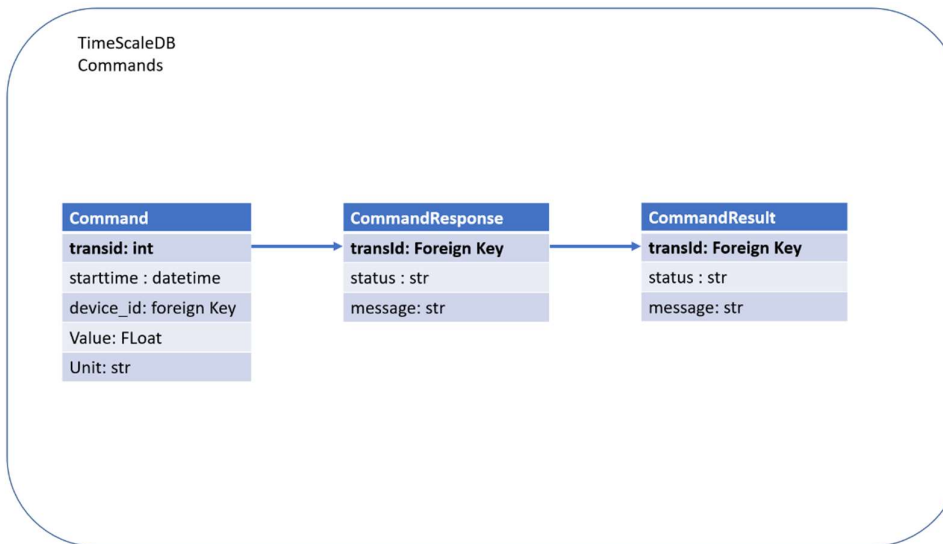 TimeScaleDB
Commands
Command
transid: int
starttime : datetime
device_id: foreign Key
Value: FLoat
Unit: str
CommandResponse
transId: Foreign Key
status : str
message: str
CommandResult
transId: Foreign Key
status : str
message: str